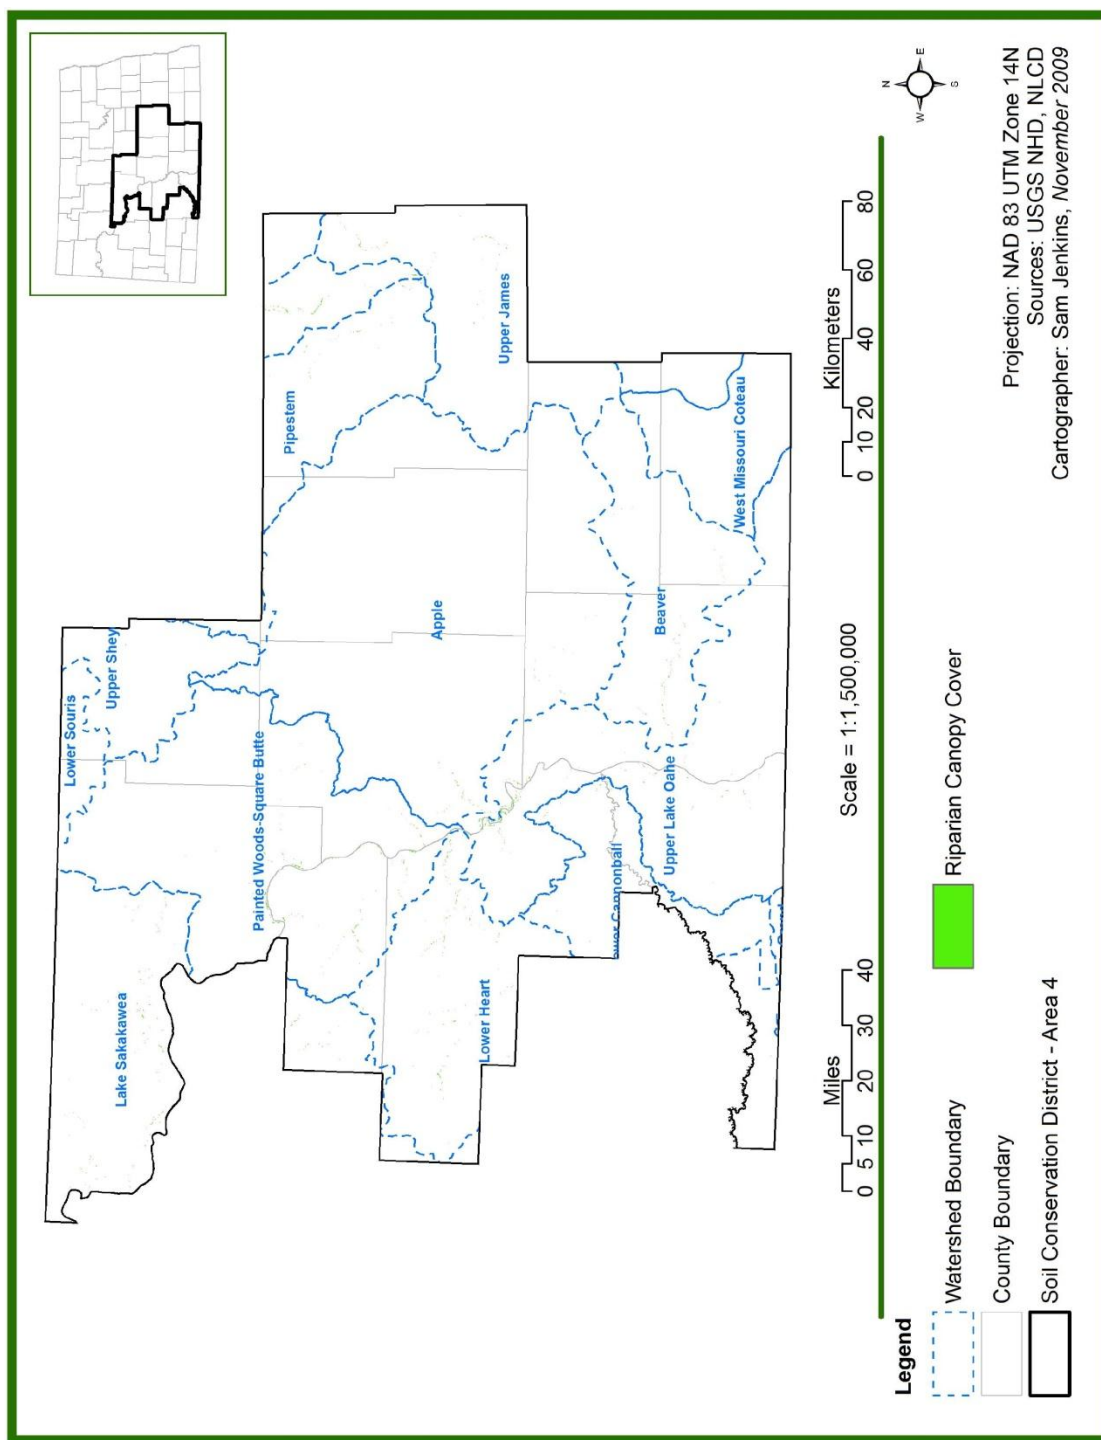 Lower Souris
Upper Shey
Lake Sakakawea
Painted Woods-Square Butte
Pipestem
Apple
Lower Heart
Upper James
ower Cannonball
Beaver
Upper Lake Oahe
West Missouri Coteau
Miles
0 5 10 20 30 40
Scale = 1:1,500,000
Kilometers
0 10 20 40 60 80
N
W E
S
Legend
Watershed Boundary
County Boundary
Soil Conservation District - Area 4
Riparian Canopy Cover
Projection: NAD 83 UTM Zone 14N
Sources: USGS NHD, NLCD
Cartographer: Sam Jenkins, November 2009